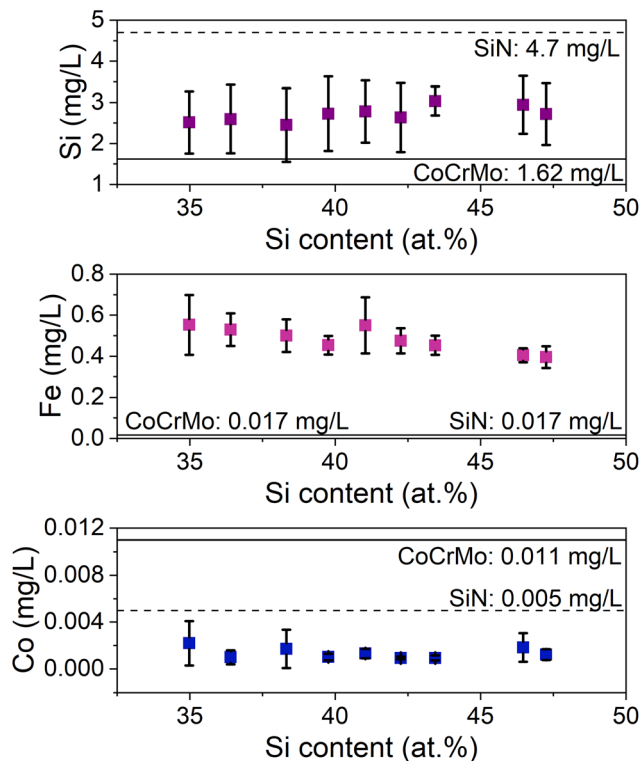 5
4
3
2
1
Si (mg/L)
SiN: 4.7 mg/L
CoCrMo: 1.62 mg/L
35 40 45 50
Si content (at.%)
0.8
0.6
0.4
0.2
0.0
Fe (mg/L)
CoCrMo: 0.017 mg/L SiN: 0.017 mg/L
35 40 45 50
Si content (at.%)
0.012
0.008
0.004
0.000
Co (mg/L)
CoCrMo: 0.011 mg/L
SiN: 0.005 mg/L
35 40 45 50
Si content (at.%)